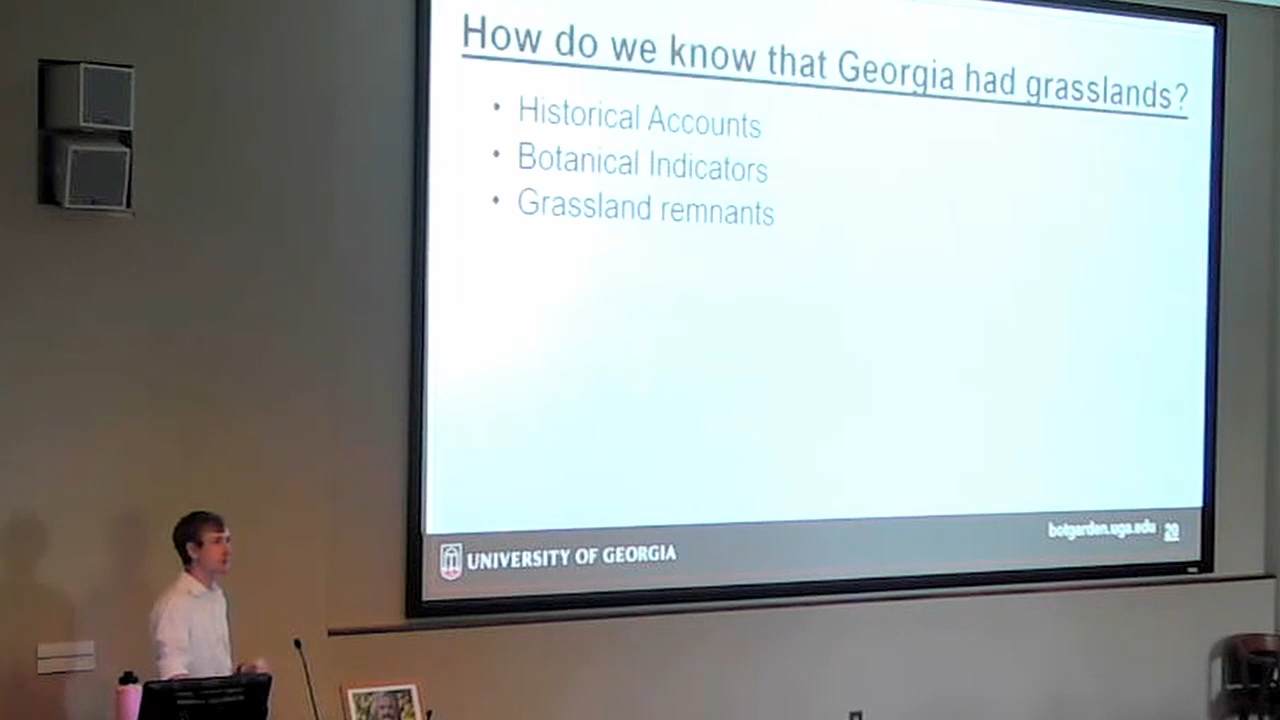 How do we know that Georgia had grasslands?
• Historical Accounts
• Botanical Indicators
• Grassland remnants
UNIVERSITY OF GEORGIA
botgarden.uga.edu 20